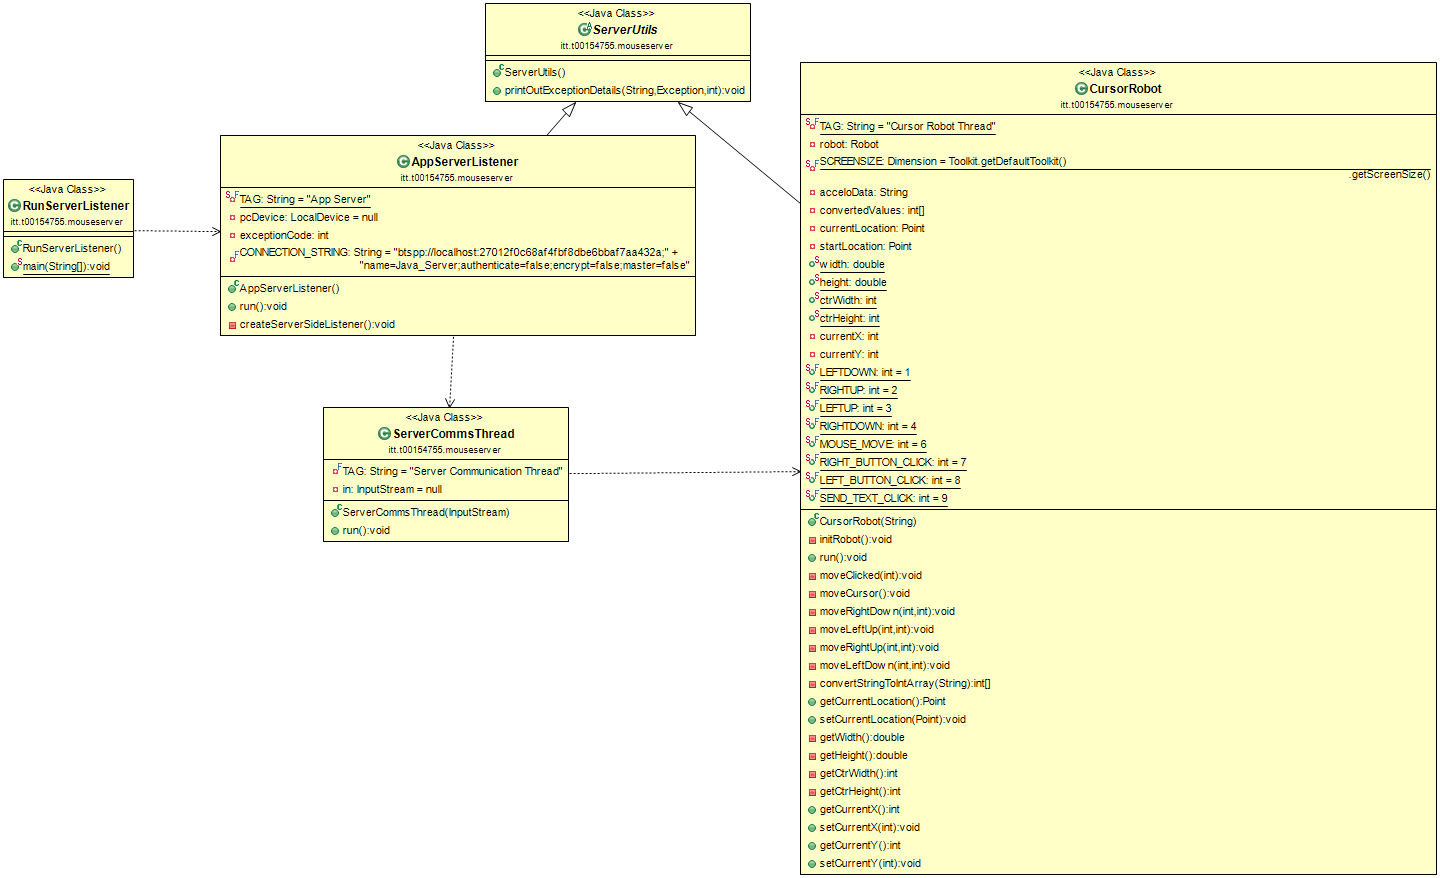 <<Java Class>>
ServerUtils
itt.t00154755.mouseserver
ServerUtils()
printOutExceptionDetails(String,Exception,int):void
<<Java Class>>
AppServerListener
itt.t00154755.mouseserver
TAG: String = "App Server"
pcDevice: LocalDevice = null
exceptionCode: int
CONNECTION_STRING: String = "btspp://localhost:27012f0c68af4fbf8dbe6bbaf7aa432a;" +
"name=Java_Server;authenticate=false;encrypt=false;master=false"
AppServerListener()
run():void
createServerSideListener():void
<<Java Class>>
RunServerListener
itt.t00154755.mouseserver
RunServerListener()
main(String[]):void
<<Java Class>>
ServerCommsThread
itt.t00154755.mouseserver
TAG: String = "Server Communication Thread"
in: InputStream = null
ServerCommsThread(InputStream)
run():void
<<Java Class>>
CursorRobot
itt.t00154755.mouseserver
TAG: String = "Cursor Robot Thread"
robot: Robot
SCREENSIZE: Dimension = Toolkit.getDefaultToolkit()
.getScreenSize()
acceloData: String
convertedValues: int[]
currentLocation: Point
startLocation: Point
width: double
height: double
ctrWidth: int
ctrHeight: int
currentX: int
currentY: int
LEFTDOWN: int = 1
RIGHTUP: int = 2
LEFTUP: int = 3
RIGHTDOWN: int = 4
MOUSE_MOVE: int = 6
RIGHT_BUTTON_CLICK: int = 7
LEFT_BUTTON_CLICK: int = 8
SEND_TEXT_CLICK: int = 9
CursorRobot(String)
initRobot():void
run():void
moveClicked(int):void
moveCursor():void
moveRightDown(int,int):void
moveLeftUp(int,int):void
moveRightUp(int,int):void
moveLeftDown(int,int):void
convertStringToIntArray(String):int[]
getCurrentLocation():Point
setCurrentLocation(Point):void
getWidth():double
getHeight():double
getCtrWidth():int
getCtrHeight():int
getCurrentX():int
setCurrentX(int):void
getCurrentY():int
setCurrentY(int):void